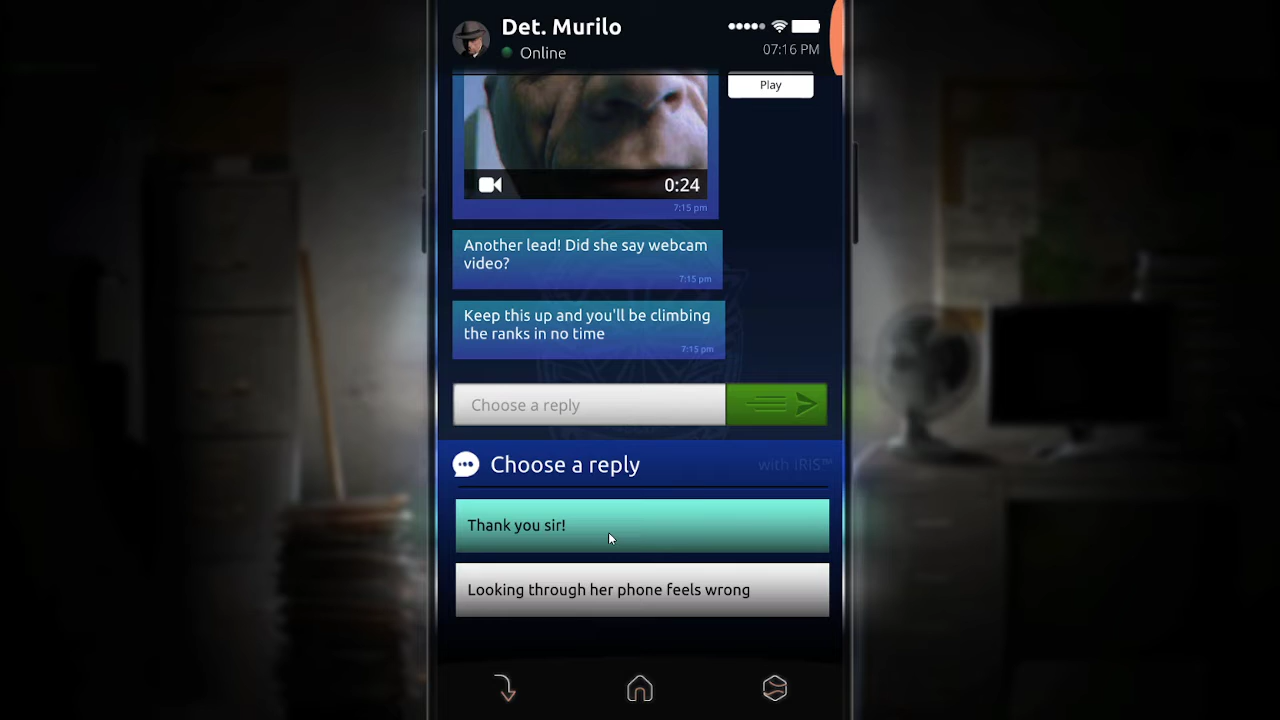 Det. Murilo
Online
07:16 PM
Play
0:24
7:15 pm
Another lead! Did she say webcam
video?
7:15 pm
Keep this up and you'll be climbing
the ranks in no time
7:15 pm
Choose a reply
Choose a reply
with IRIS™
Thank you sir!
Looking through her phone feels wrong